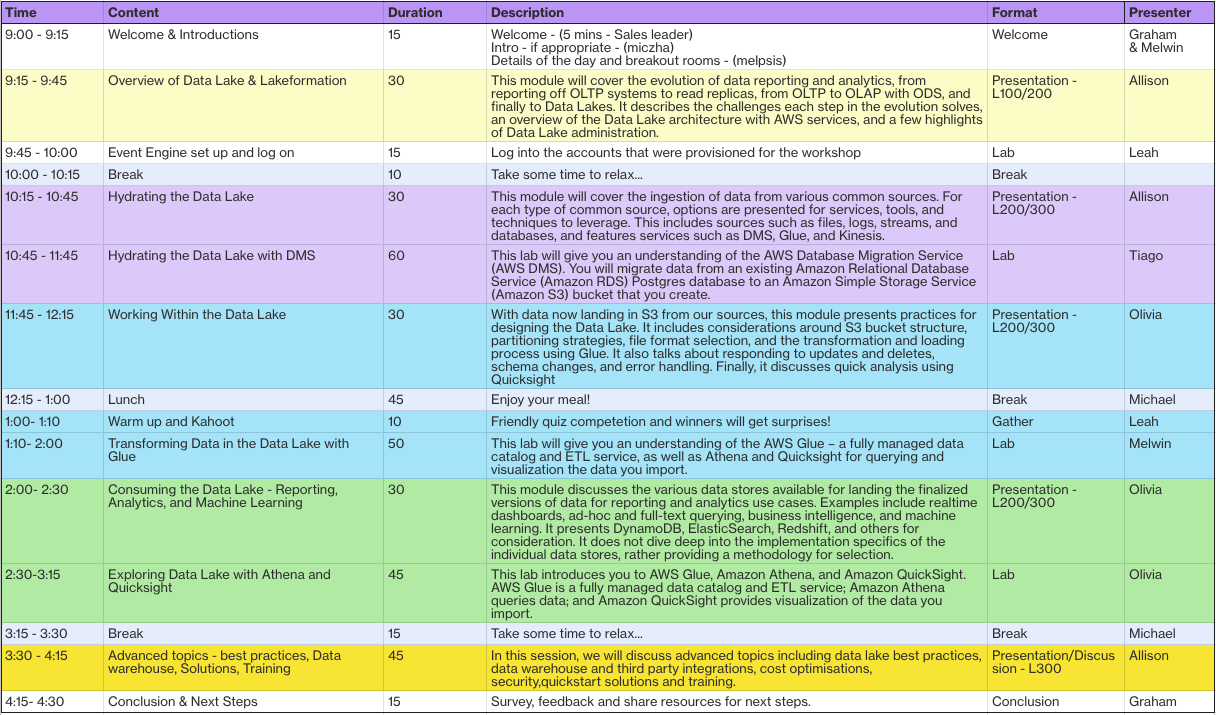 Time Content Duration Description Format Presenter
9:00 - 9:15 Welcome & Introductions 15 Welcome - (5 mins - Sales leader) Welcome Graham
Intro - if appropriate - (miczha) & Melwin
Details of the day and breakout rooms - (melpsis)
9:15 - 9:45 Overview of Data Lake & Lakeformation 30 This module will cover the evolution of data reporting and analytics, from Presentation - Allison
reporting off OLTP systems to read replicas, from OLTP to OLAP with ODS, and L100/200
finally to Data Lakes. It describes the challenges each step in the evolution solves,
an overview of the Data Lake architecture with AWS services, and a few highlights
of Data Lake administration.
9:45 - 10:00 Event Engine set up and log on 15 Log into the accounts that were provisioned for the workshop Lab Leah
10:00 - 10:15 Break 10 Take some time to relax... Break
10:15 - 10:45 Hydrating the Data Lake 30 This module will cover the ingestion of data from various common sources. For Presentation - Allison
each type of common source, options are presented for services, tools, and L200/300
techniques to leverage. This includes sources such as files, logs, streams, and
databases, and features services such as DMS, Glue, and Kinesis.
10:45 - 11:45 Hydrating the Data Lake with DMS 60 This lab will give you an understanding of the AWS Database Migration Service Lab Tiago
(AWS DMS). You will migrate data from an existing Amazon Relational Database
Service (Amazon RDS) Postgres database to an Amazon Simple Storage Service
(Amazon S3) bucket that you create.
11:45 - 12:15 Working Within the Data Lake 30 With data now landing in S3 from our sources, this module presents practices for Presentation - Olivia
designing the Data Lake. It includes considerations around S3 bucket structure, L200/300
partitioning strategies, file format selection, and the transformation and loading
process using Glue. It also talks about responding to updates and deletes,
schema changes, and error handling. Finally, it discusses quick analysis using
Quicksight
12:15 - 1:00 Lunch 45 Enjoy your meal! Break Michael
1:00- 1:10 Warm up and Kahoot 10 Friendly quiz competetion and winners will get surprises! Gather Leah
1:10- 2:00 Transforming Data in the Data Lake with 50 This lab will give you an understanding of the AWS Glue – a fully managed data Lab Melwin
Glue catalog and ETL service, as well as Athena and Quicksight for querying and
visualization the data you import.
2:00- 2:30 Consuming the Data Lake - Reporting, 30 This module discusses the various data stores available for landing the finalized Presentation - Olivia
Analytics, and Machine Learning versions of data for reporting and analytics use cases. Examples include realtime L200/300
dashboards, ad-hoc and full-text querying, business intelligence, and machine
learning. It presents DynamoDB, ElasticSearch, Redshift, and others for
consideration. It does not dive deep into the implementation specifics of the
individual data stores, rather providing a methodology for selection.
2:30-3:15 Exploring Data Lake with Athena and 45 This lab introduces you to AWS Glue, Amazon Athena, and Amazon QuickSight. Lab Olivia
Quicksight AWS Glue is a fully managed data catalog and ETL service; Amazon Athena
queries data; and Amazon QuickSight provides visualization of the data you
import.
3:15 - 3:30 Break 15 Take some time to relax... Break Michael
3:30 - 4:15 Advanced topics - best practices, Data 45 In this session, we will discuss advanced topics including data lake best practices, Presentation/Discus Allison
warehouse, Solutions, Training data warehouse and third party integrations, cost optimisations, sion - L300
security,quickstart solutions and training.
4:15- 4:30 Conclusion & Next Steps 15 Survey, feedback and share resources for next steps. Conclusion Graham